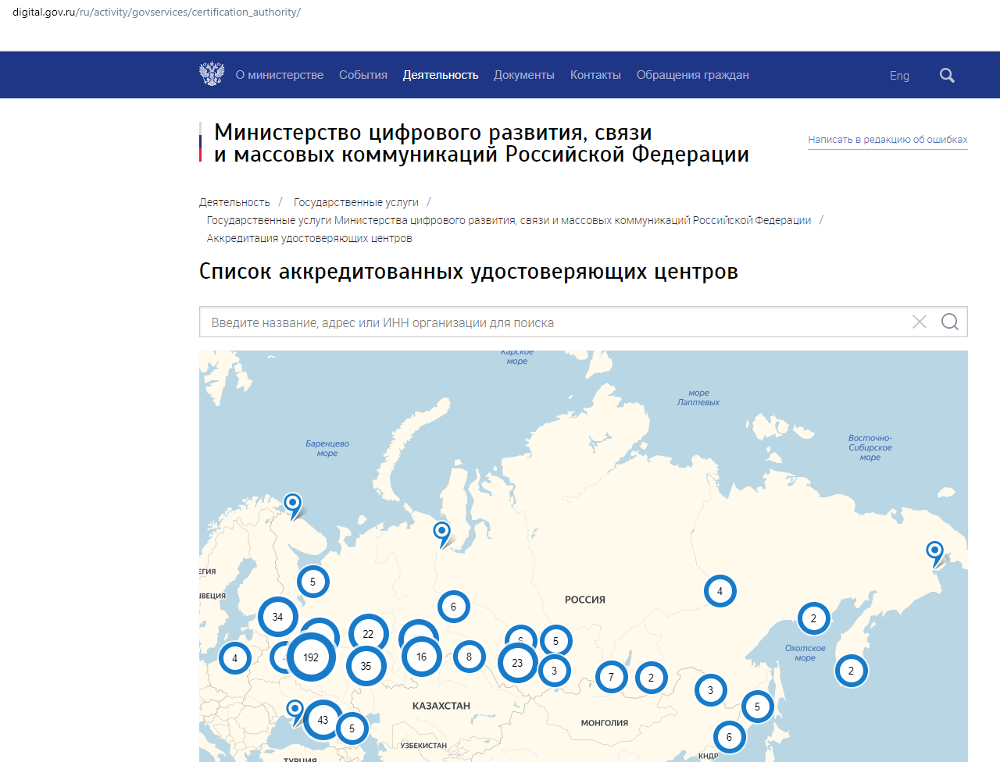 digital.gov.ru/ru/activity/govservices/certification_authority/
О министерстве События Деятельность Документы Контакты Обращения граждан Eng
Министерство цифрового развития, связи
и массовых коммуникаций Российской Федерации
Написать в редакцию об ошибках
Деятельность / Государственные услуги /
Государственные услуги Министерства цифрового развития, связи и массовых коммуникаций Российской Федерации /
Аккредитация удостоверяющих центров
Список аккредитованных удостоверяющих центров
Введите название, адрес или ИНН организации для поиска
Карское
море
море
Лаптевых
Баренцево
море
Восточно-
Сибирское
море
ЕГИЯ
ВЕЦИЯ
5
4
РОССИЯ
6
34
2
22
6
5
4
192
35
16
8
23
3
Охотское
море
2
7
2
3
5
КАЗАХСТАН
43
5
МОНГОЛИЯ
6
УЗБЕКИСТАН
КНДР
ТУРЦИЯ